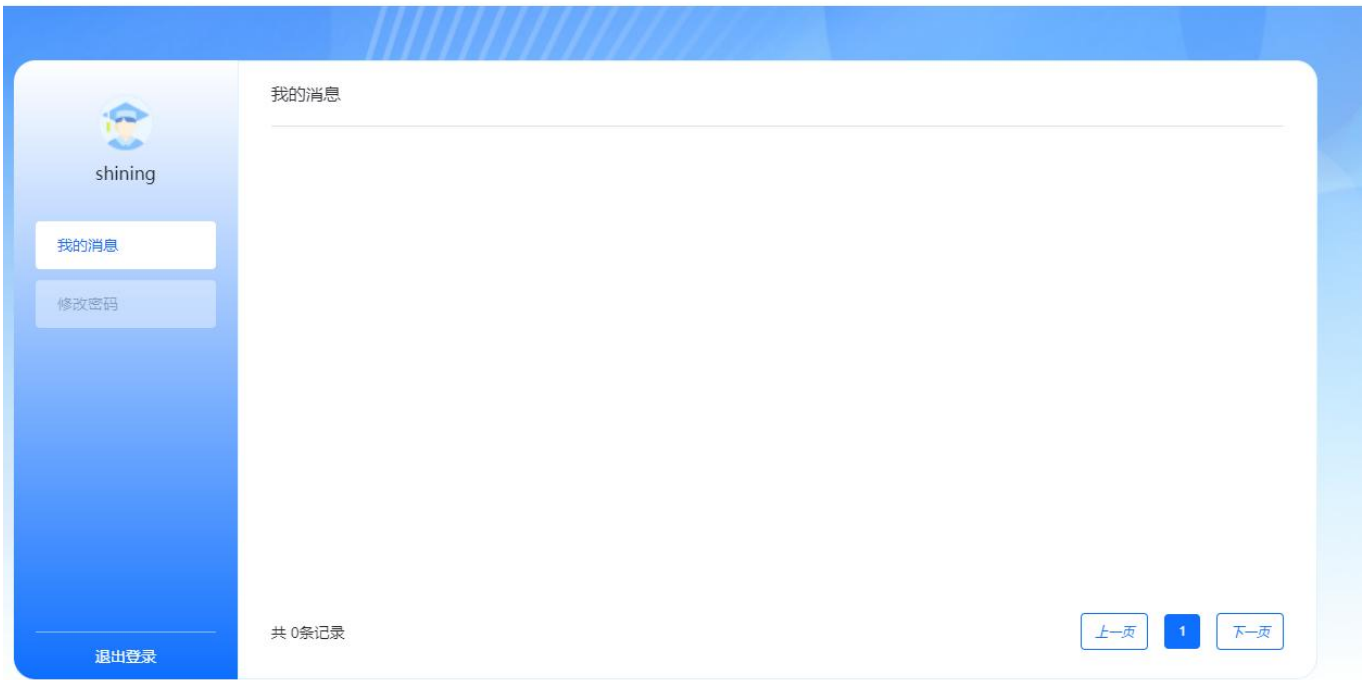 shining
我的消息
修改密码
退出登录
我的消息
共 0条记录
上一页 1 下一页